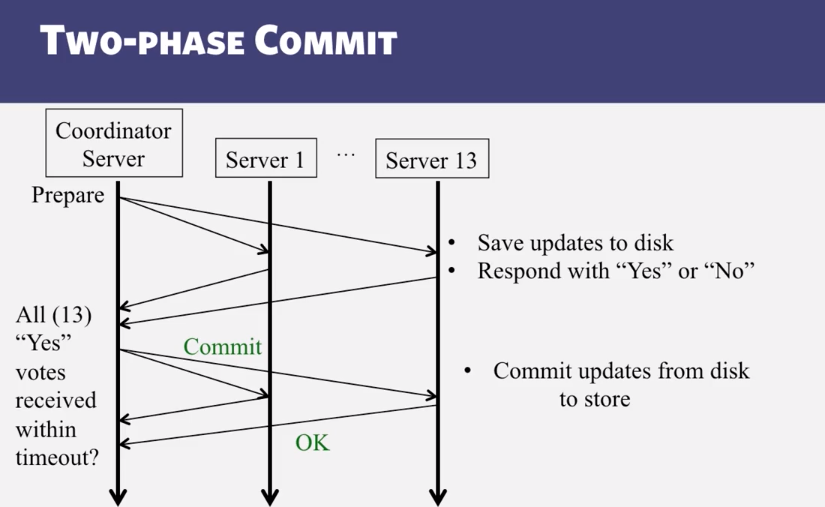 Two-phase Commit
Coordinator
Server
Server 1
...
Server 13
Prepare
• Save updates to disk
• Respond with “Yes” or “No”
All (13)
“Yes”
votes
received
within
timeout?
Commit
• Commit updates from disk
to store
OK